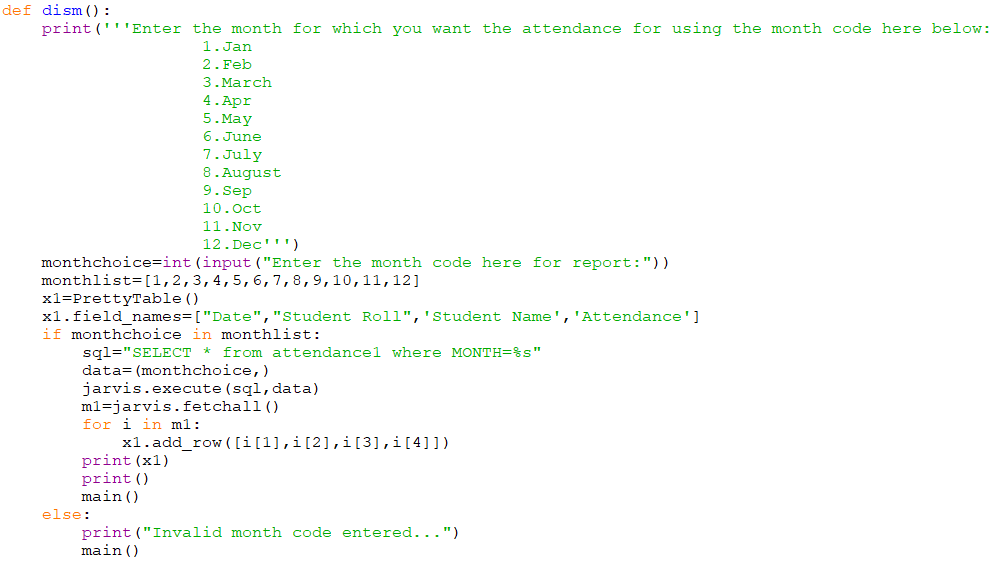 def dism():
    print('''Enter the month for which you want the attendance for using the month code here below:
                    1.Jan
                    2.Feb
                    3.March
                    4.Apr
                    5.May
                    6.June
                    7.July
                    8.August
                    9.Sep
                    10.Oct
                    11.Nov
                    12.Dec''')
    monthchoice=int(input("Enter the month code here for report:"))
    monthlist=[1,2,3,4,5,6,7,8,9,10,11,12]
    x1=PrettyTable()
    x1.field_names=["Date","Student Roll",'Student Name','Attendance']
    if monthchoice in monthlist:
        sql="SELECT * from attendance1 where MONTH=%s"
        data=(monthchoice,)
        jarvis.execute(sql,data)
        m1=jarvis.fetchall()
        for i in m1:
            x1.add_row([i[1],i[2],i[3],i[4]])
        print(x1)
        print()
        main()
    else:
        print("Invalid month code entered...")
        main()